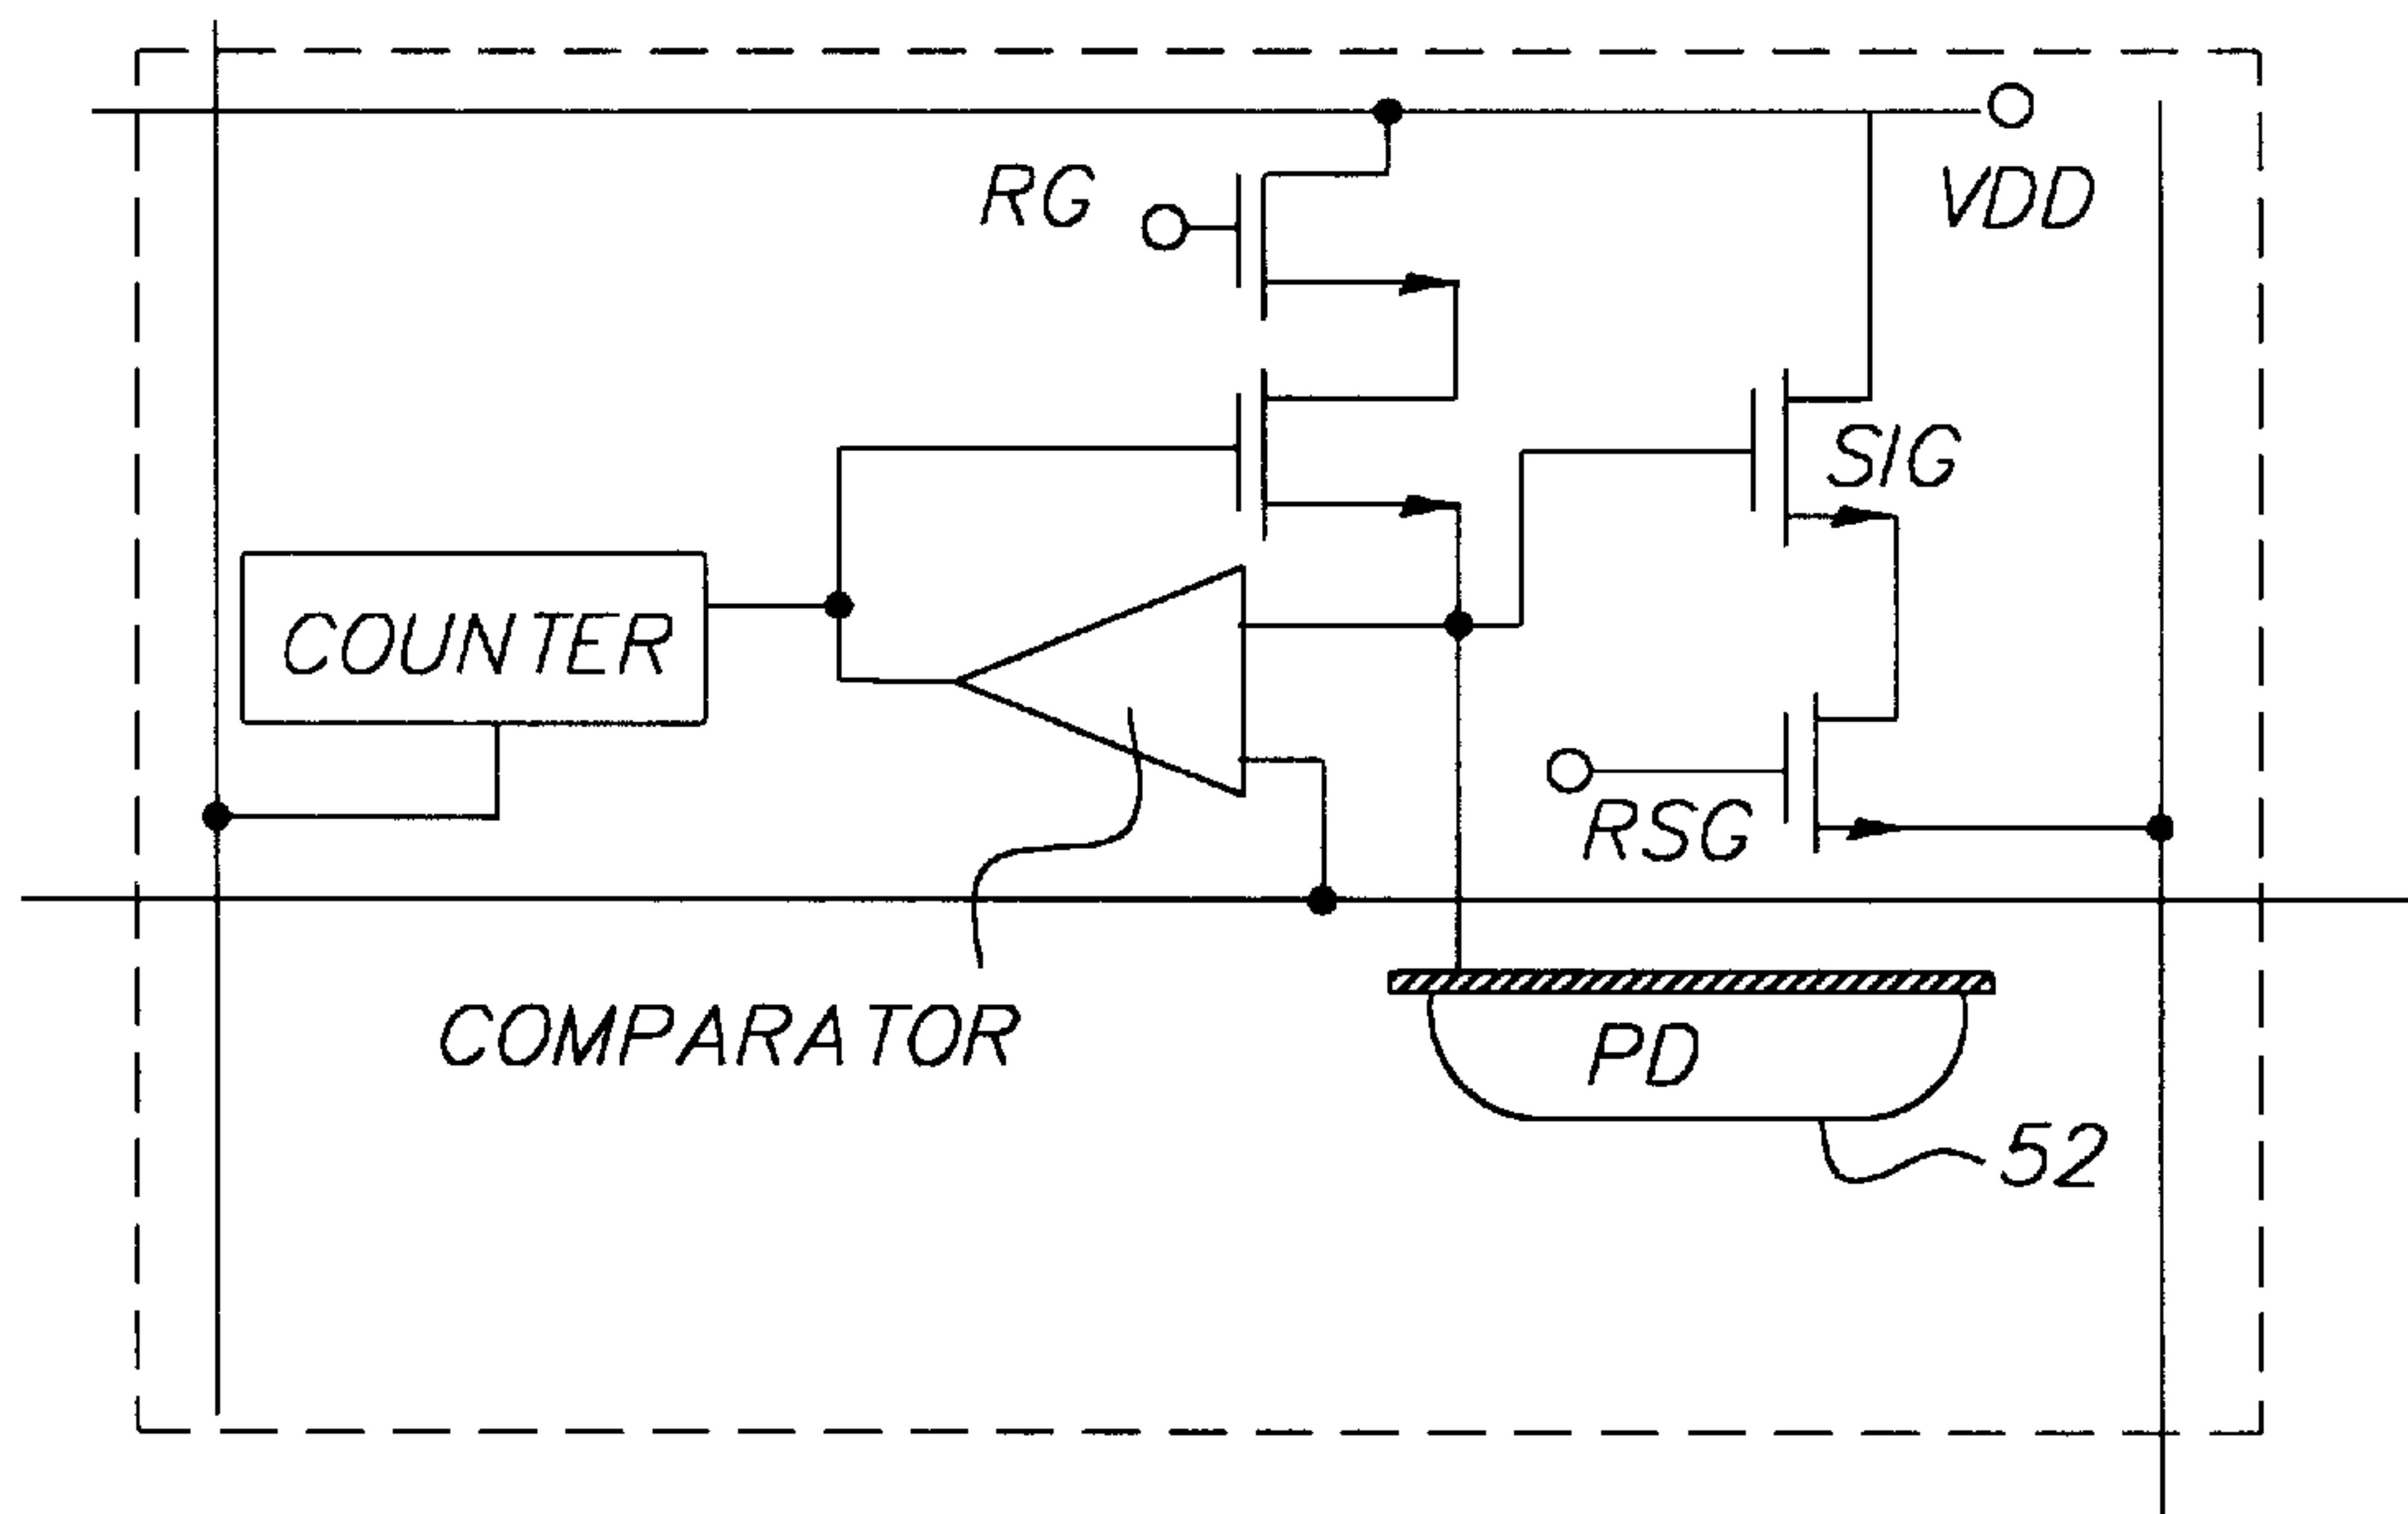 RG
VDD
SIG
COUNTER
RSG
COMPARATOR
PD
52